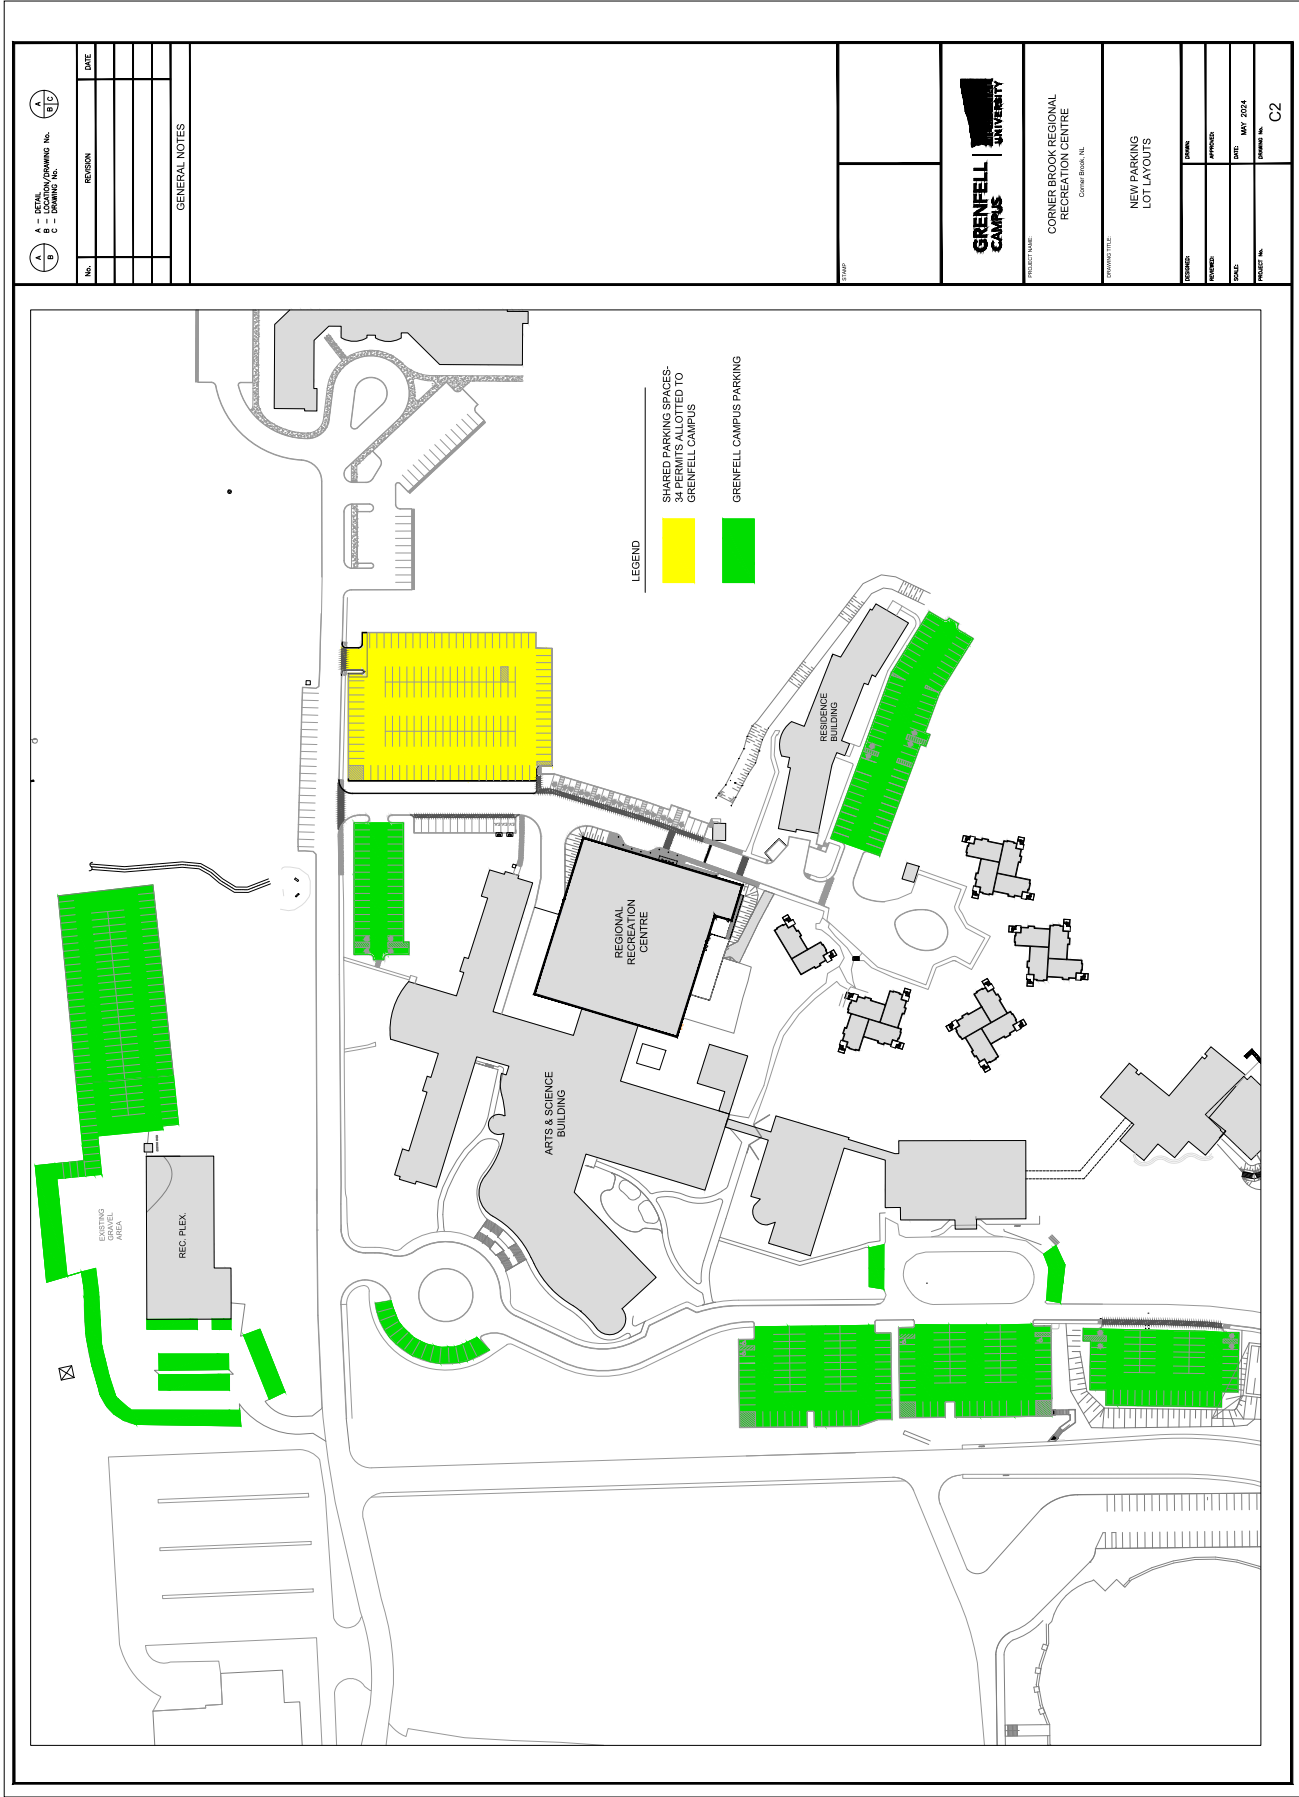 A
B
A
B
C
A - DETAIL
B - LOCATION/DRAWING No.
C - DRAWING No.
No.
REVISION
DATE
GENERAL NOTES
STAMP
GRENFELL
CAMPUS
UNIVERSITY
PROJECT NAME:
CORNER BROOK REGIONAL
RECREATION CENTRE
Corner Brook, NL
DRAWING TITLE:
NEW PARKING
LOT LAYOUTS
DESIGNED:
DRAWN:
REVIEWED:
APPROVED:
SCALE:
DATE:
MAY 2024
PROJECT No.
DRAWING No.
C2
LEGEND
SHARED PARKING SPACES-
34 PERMITS ALLOTTED TO
GRENFELL CAMPUS
GRENFELL CAMPUS PARKING
RESIDENCE
BUILDING
REGIONAL
RECREATION
CENTRE
ARTS & SCIENCE
BUILDING
EXISTING
GRAVEL
AREA
REC. PLEX.